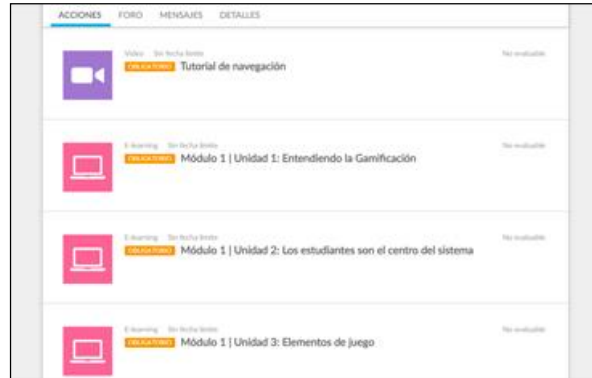 ACCIONES FORO MENSAJES DETALLES
Video Sin fecha límite No evaluable
OBLIGATORIO Tutorial de navegación
E-learning Sin fecha límite No evaluable
OBLIGATORIO Módulo 1 | Unidad 1: Entendiendo la Gamificación
E-learning Sin fecha límite No evaluable
OBLIGATORIO Módulo 1 | Unidad 2: Los estudiantes son el centro del sistema
E-learning Sin fecha límite No evaluable
OBLIGATORIO Módulo 1 | Unidad 3: Elementos de juego